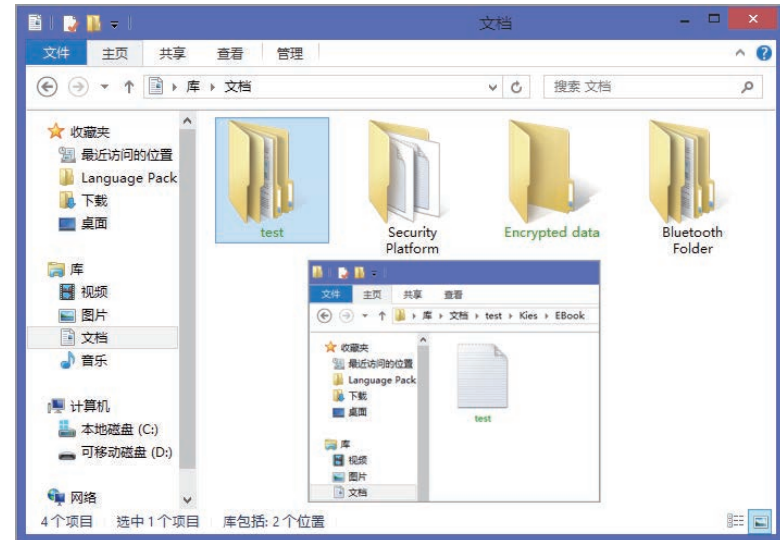 文档
文件 主页 共享 查看 管理
库 文档
搜索 文档
收藏夹
最近访问的位置
Language Pack
下载
桌面
库
视频
图片
文档
音乐
计算机
本地磁盘 (C:)
可移动磁盘 (D:)
网络
test
Security Platform
Encrypted data
Bluetooth Folder
文件 主页 共享 查看
库 文档 test Kies EBook
收藏夹
最近访问的位置
Language Pack
下载
桌面
库
视频
图片
文档
test
4个项目 选中1个项目 库包括: 2个位置